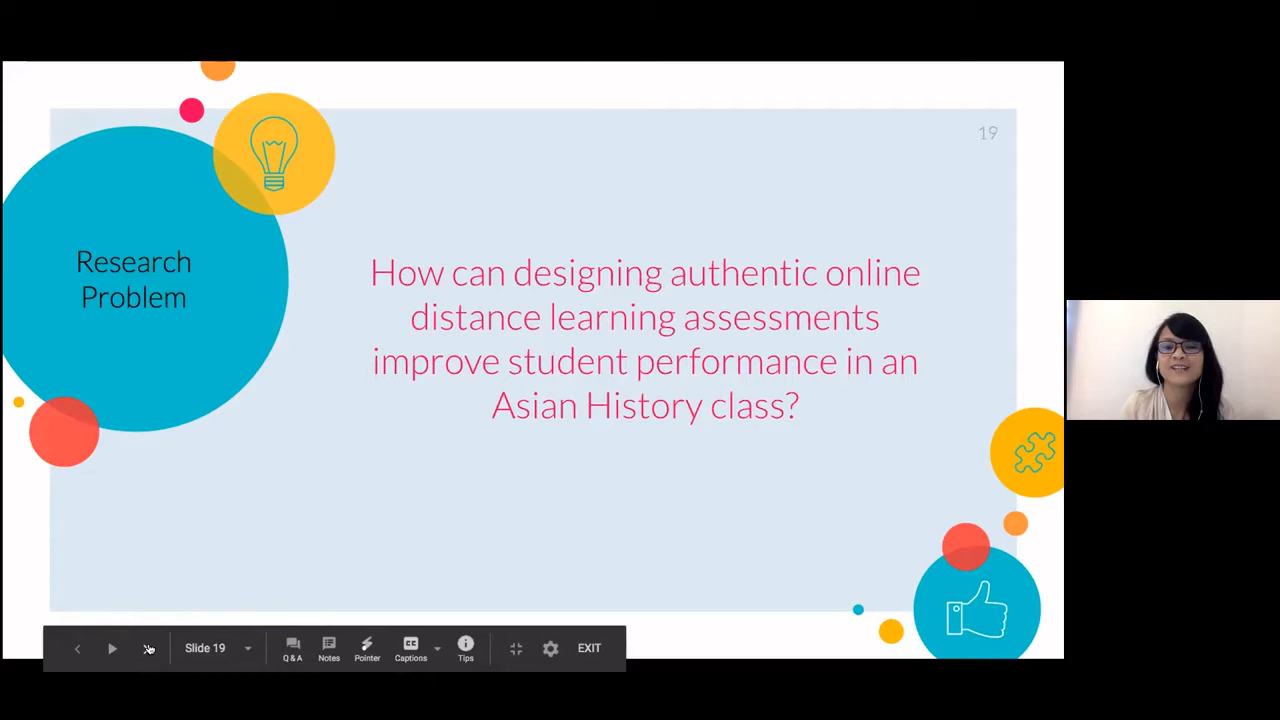 19
Research
Problem
How can designing authentic online
distance learning assessments
improve student performance in an
Asian History class?
Slide 19
Q & A
Notes
Pointer
Captions
Tips
EXIT